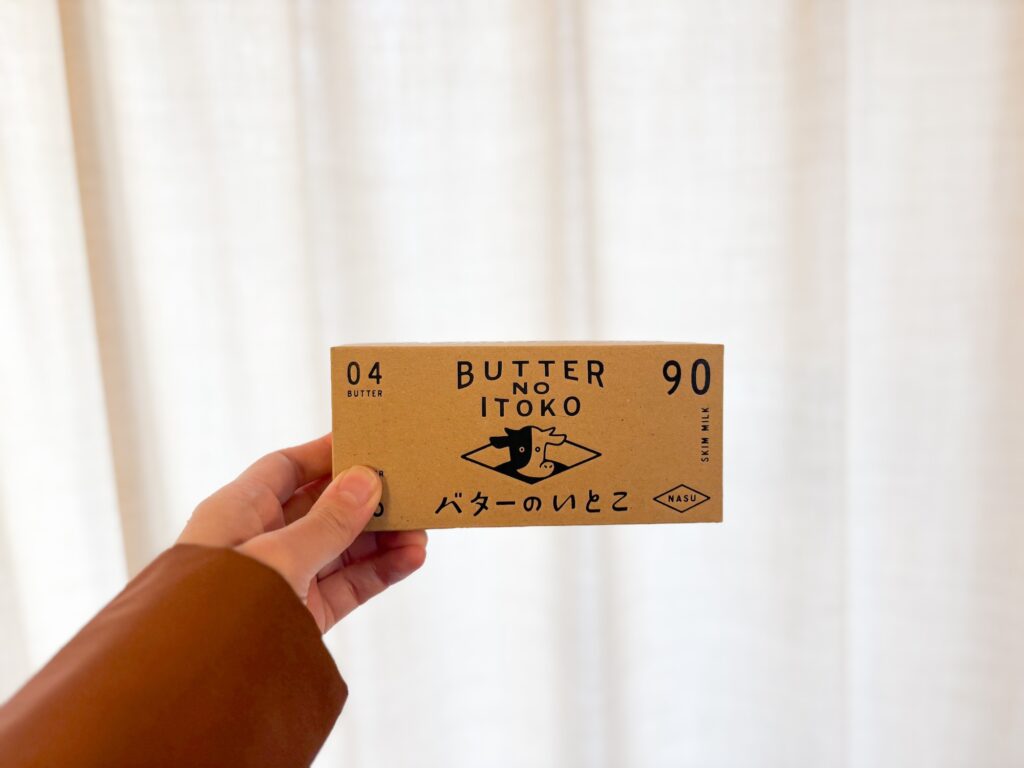 04
BUTTER
BUTTER
NO
ITOKO
90
SKIM MILK
バターのいとこ
NASU